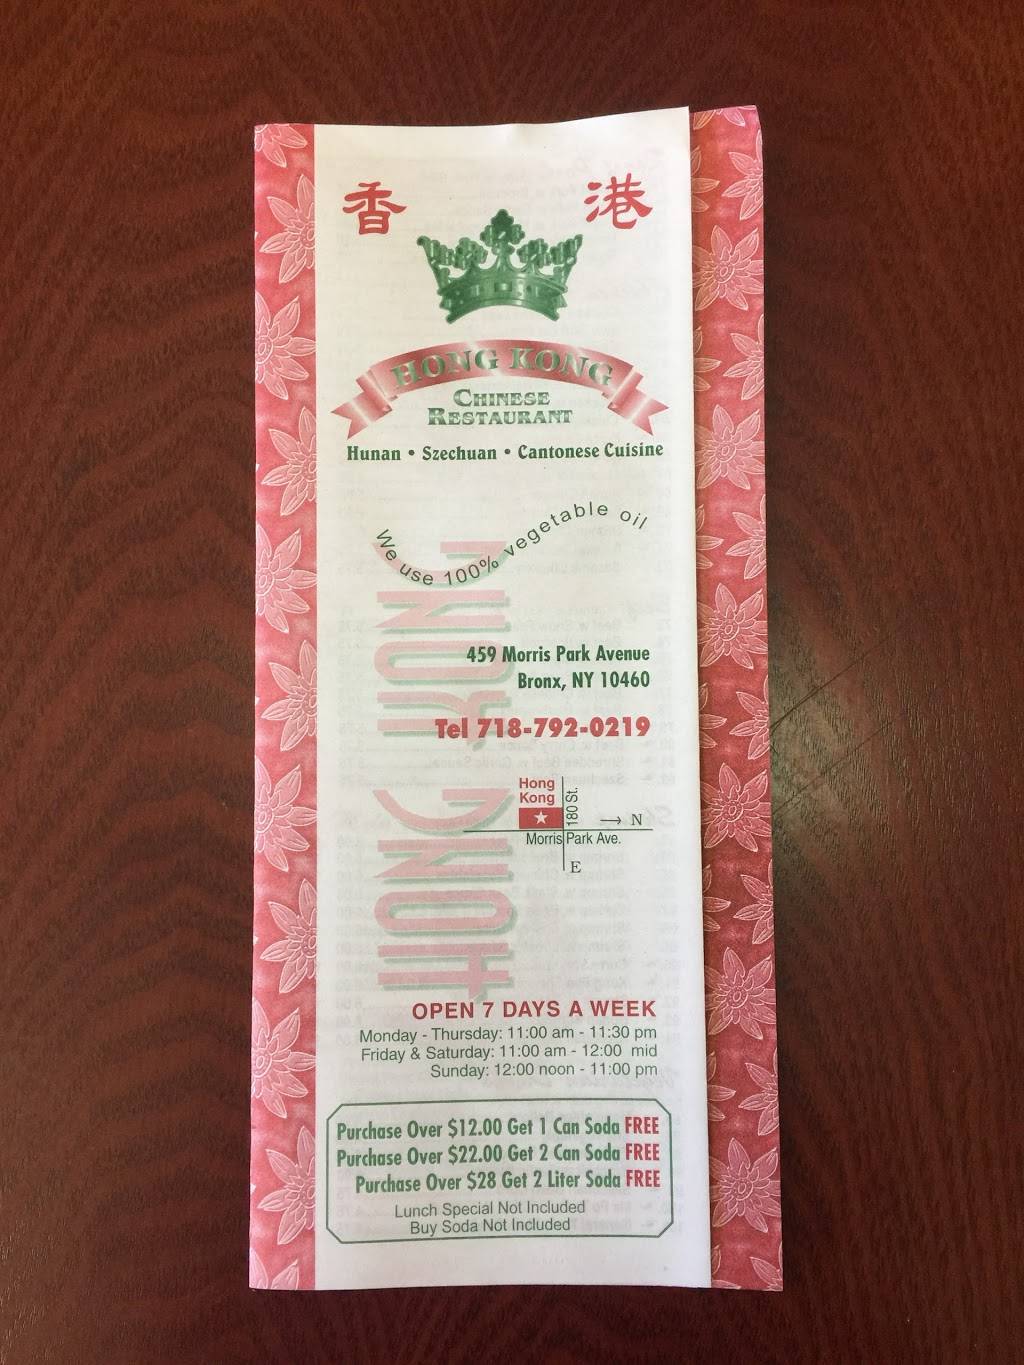 香 港
HONG KONG
CHINESE
RESTAURANT
Hunan • Szechuan • Cantonese Cuisine
We use 100% vegetable oil
HONG KONG
459 Morris Park Avenue
Bronx, NY 10460
Tel 718-792-0219
Hong
Kong
180 St.
→ N
Morris Park Ave.
E
OPEN 7 DAYS A WEEK
Monday - Thursday: 11:00 am - 11:30 pm
Friday & Saturday: 11:00 am - 12:00 mid
Sunday: 12:00 noon - 11:00 pm
Purchase Over $12.00 Get 1 Can Soda FREE
Purchase Over $22.00 Get 2 Can Soda FREE
Purchase Over $28 Get 2 Liter Soda FREE
Lunch Special Not Included
Buy Soda Not Included